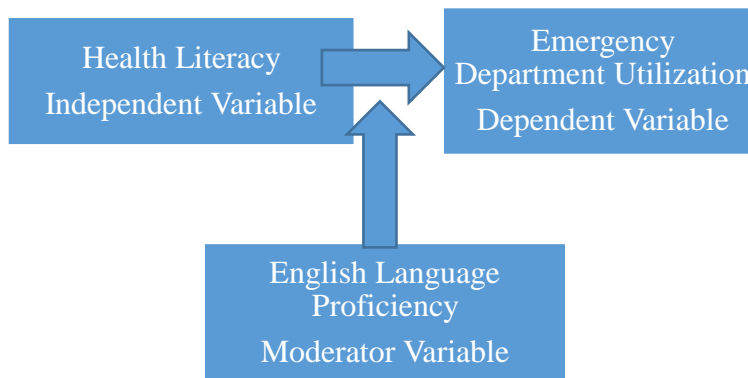 Health Literacy
Independent Variable
Emergency
Department Utilization
Dependent Variable
English Language
Proficiency
Moderator Variable